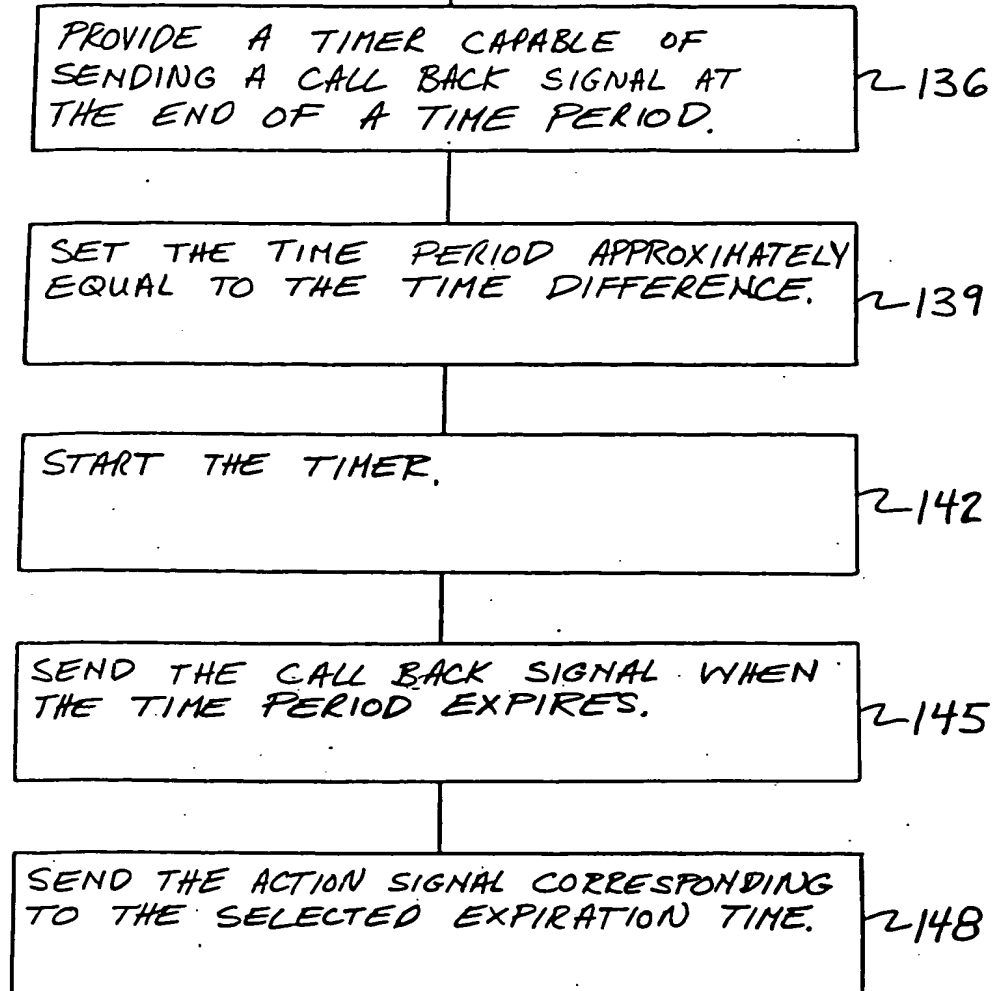 PROVIDE A TIMER CAPABLE OF
SENDING A CALL BACK SIGNAL AT
THE END OF A TIME PERIOD.
136
SET THE TIME PERIOD APPROXIMATELY
EQUAL TO THE TIME DIFFERENCE.
139
START THE TIMER.
142
SEND THE CALL BACK SIGNAL WHEN
THE TIME PERIOD EXPIRES.
145
SEND THE ACTION SIGNAL CORRESPONDING
TO THE SELECTED EXPIRATION TIME.
148